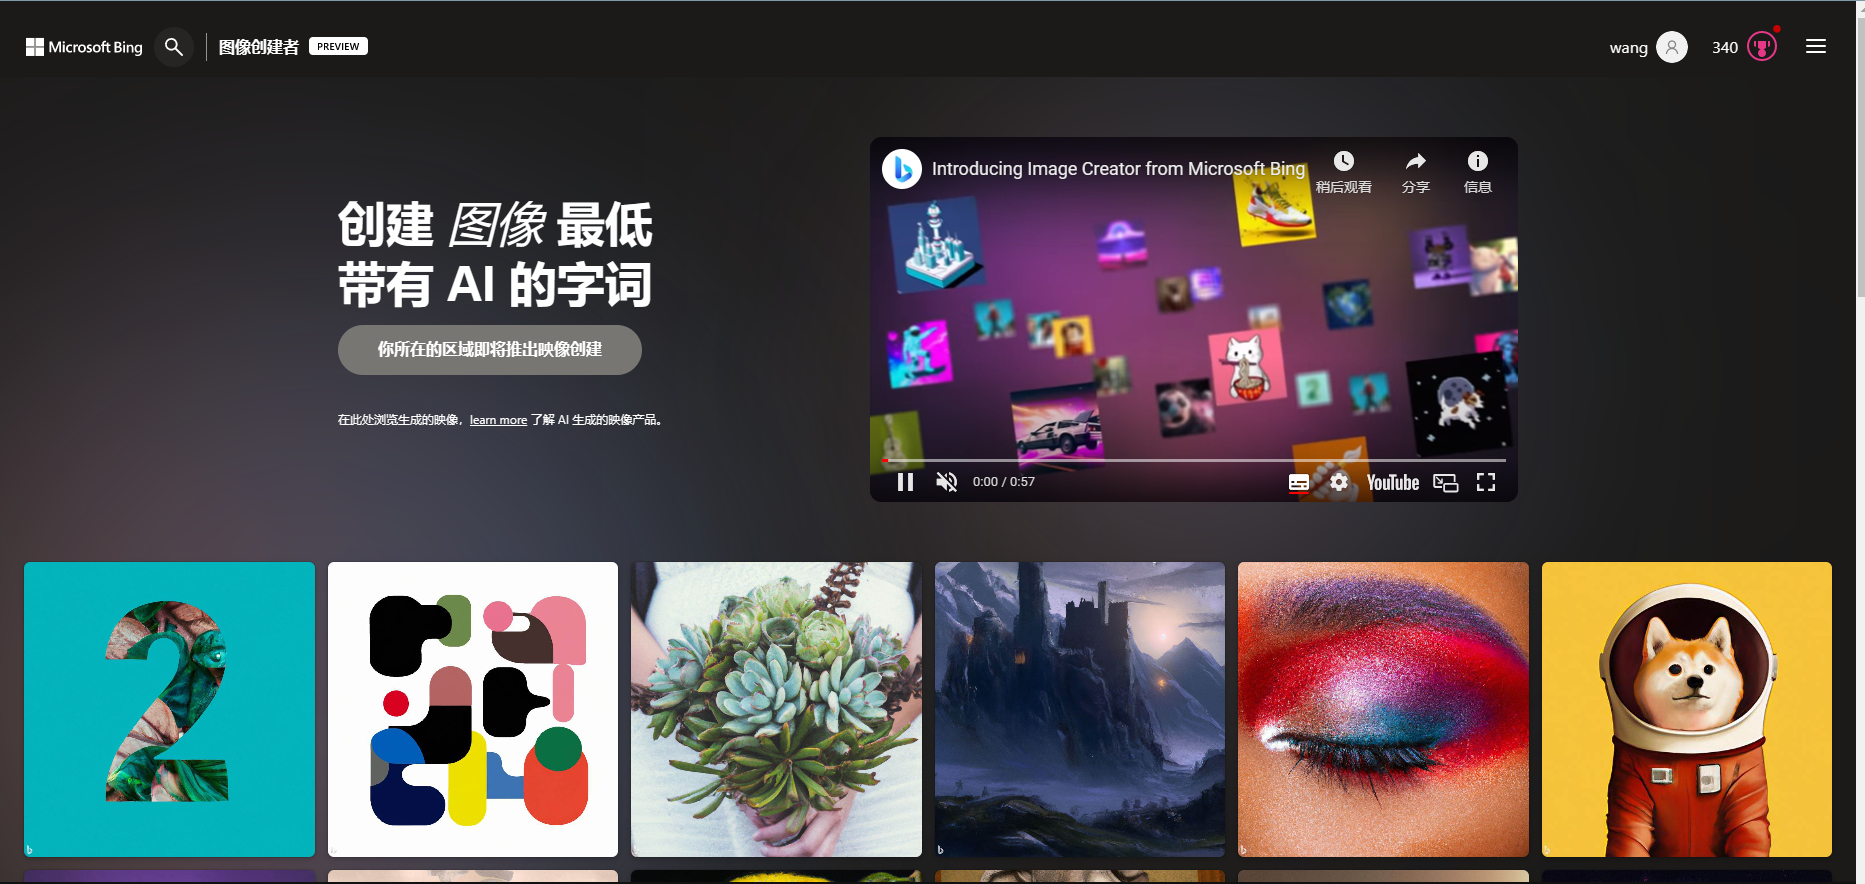 Microsoft Bing
图像创建者
PREVIEW
wang
340
Introducing Image Creator from Microsoft Bing
稍后观看
分享
信息
创建 图像 最低
带有 AI 的字词
你所在的区域即将推出映像创建
在此处浏览生成的映像，learn more 了解 AI 生成的映像产品。
0:00 / 0:57
YouTube
2